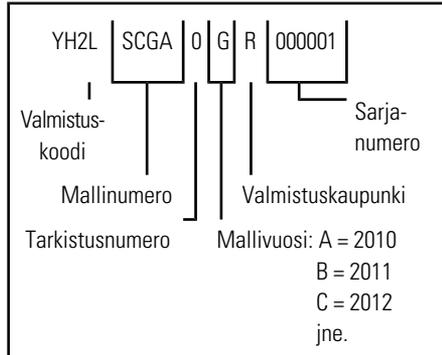 YH2L SCGA 0 G R 000001
Valmistus-
koodi
Sarja-
numero
Mallinumero
Valmistuskaupunki
Tarkistusnumero
Mallivuosi: A = 2010
B = 2011
C = 2012
jne.